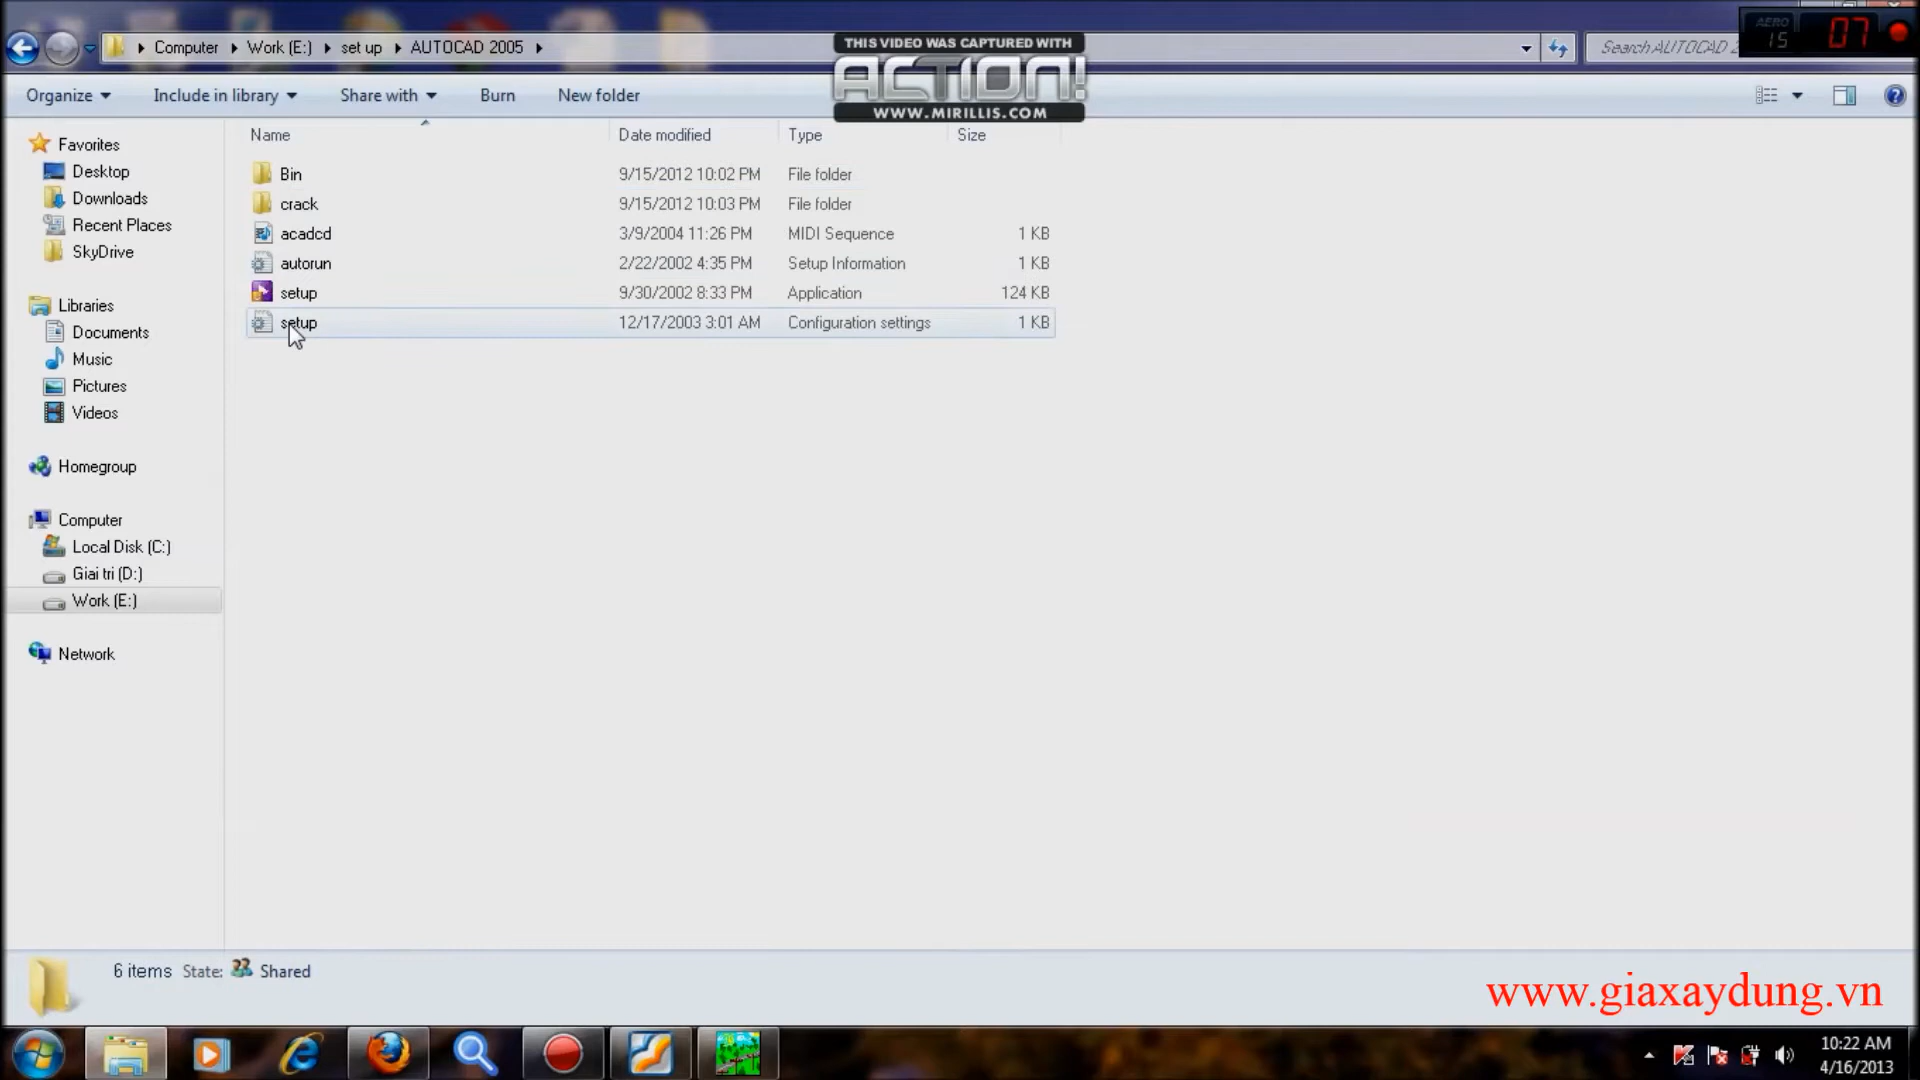 THIS VIDEO WAS CAPTURED WITH
ACTION!
WWW.MIRILLIS.COM
AERO
15
07
Computer
Work (E:)
set up
AUTOCAD 2005
Search AUTOCAD 2
Organize
Include in library
Share with
Burn
New folder
Name
Date modified
Type
Size
Favorites
Desktop
Downloads
Recent Places
SkyDrive
Libraries
Documents
Music
Pictures
Videos
Homegroup
Computer
Local Disk (C:)
Giai tri (D:)
Work (E:)
Network
Bin 9/15/2012 10:02 PM File folder
crack 9/15/2012 10:03 PM File folder
acadcd 3/9/2004 11:26 PM MIDI Sequence 1 KB
autorun 2/22/2002 4:35 PM Setup Information 1 KB
setup 9/30/2002 8:33 PM Application 124 KB
setup 12/17/2003 3:01 AM Configuration settings 1 KB
6 items State: Shared
www.giaxaydung.vn
10:22 AM
4/16/2013